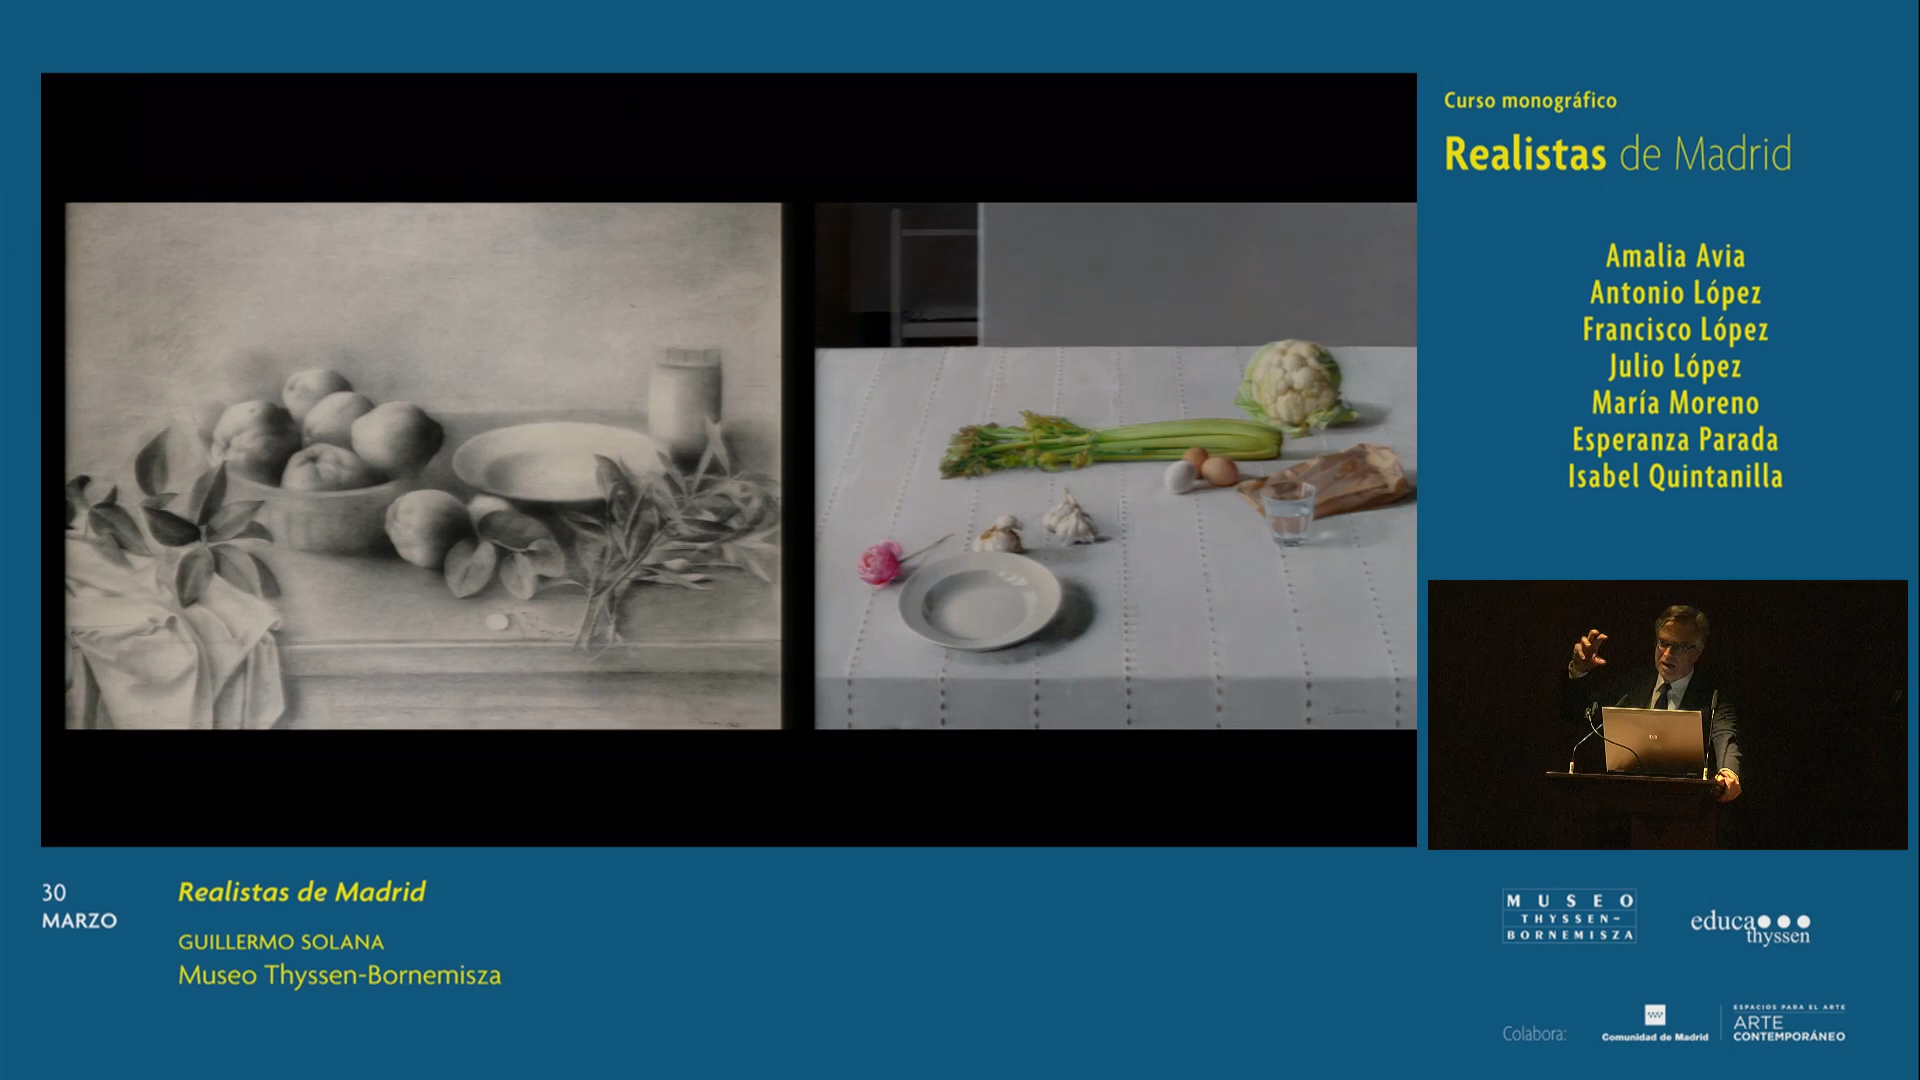 Curso monográfico
Realistas de Madrid
Amalia Avia
Antonio López
Francisco López
Julio López
María Moreno
Esperanza Parada
Isabel Quintanilla
30
MARZO
Realistas de Madrid
GUILLERMO SOLANA
Museo Thyssen-Bornemisza
MUSEO
THYSSEN-
BORNEMISZA
educa
thyssen
Colabora:
Comunidad de Madrid
ESPACIOS PARA EL ARTE
ARTE
CONTEMPORÁNEO